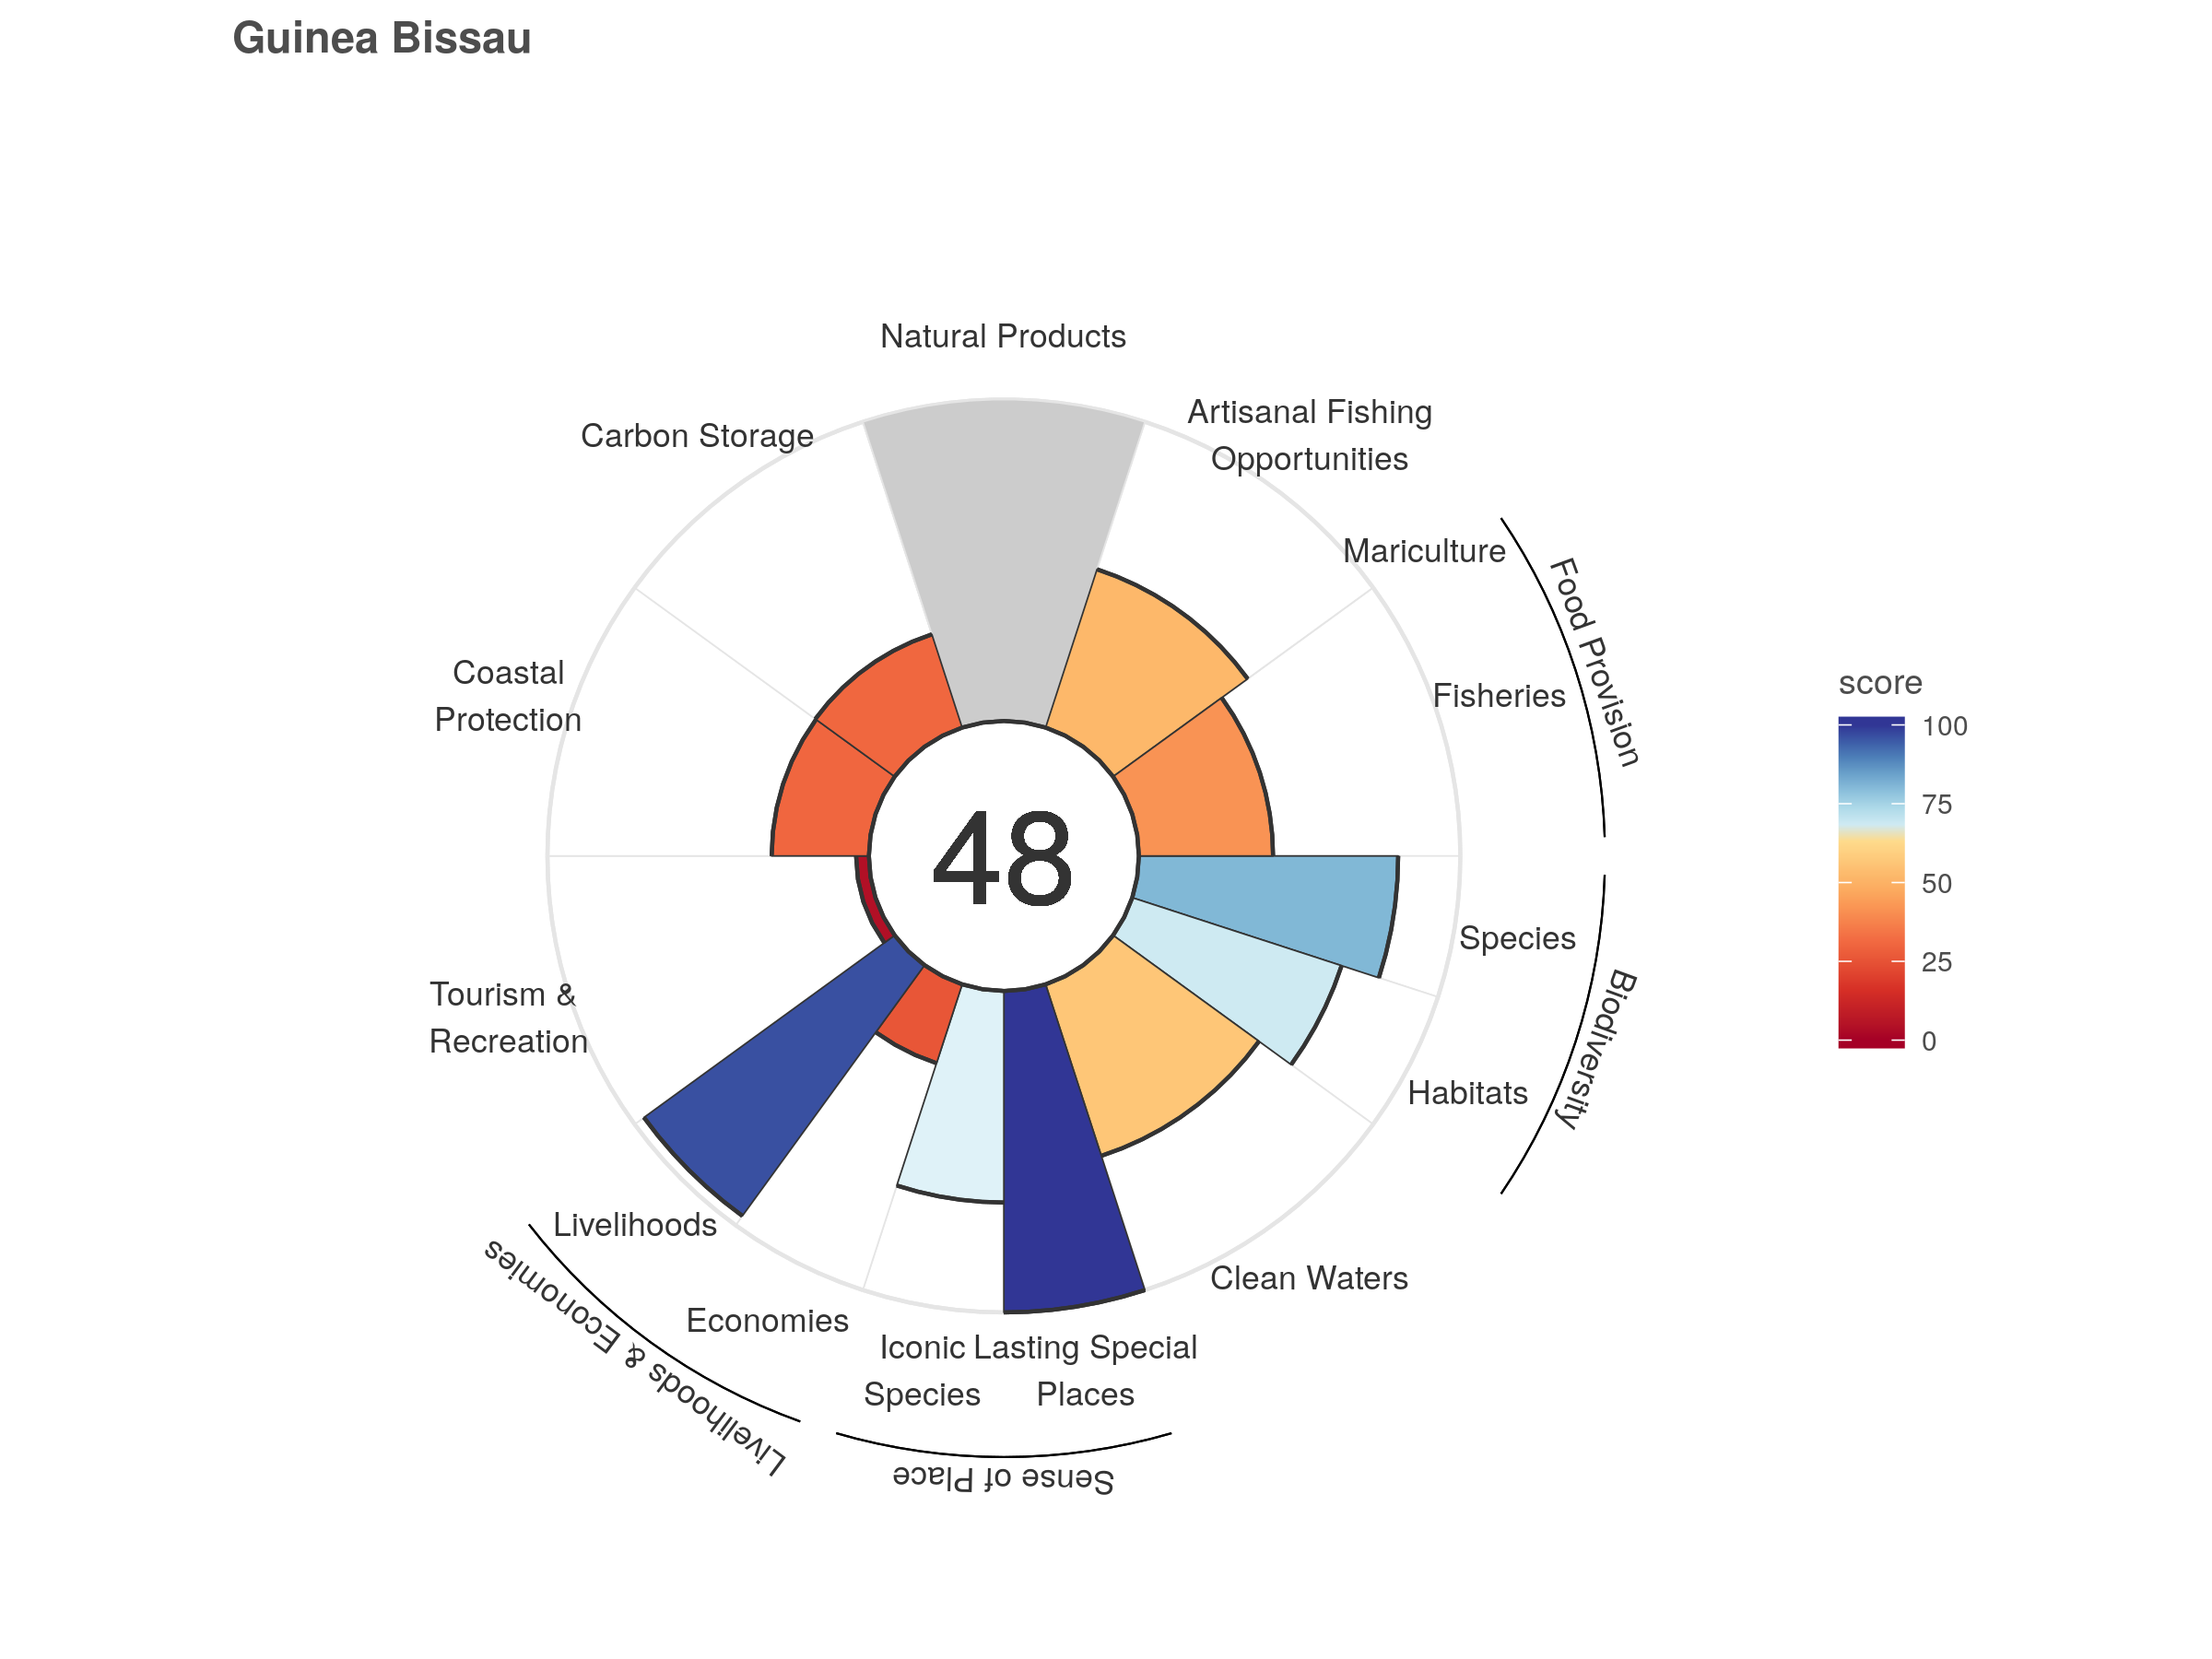 Guinea Bissau
Natural Products
Artisanal Fishing
Opportunities
Carbon Storage
Mariculture
Food Provision
Fisheries
Coastal
Protection
48
score
100
75
50
25
0
Species
Biodiversity
Habitats
Tourism &
Recreation
Livelihoods
Livelihoods & Economies
Economies
Clean Waters
Iconic
Species
Lasting Special
Places
Sense of Place